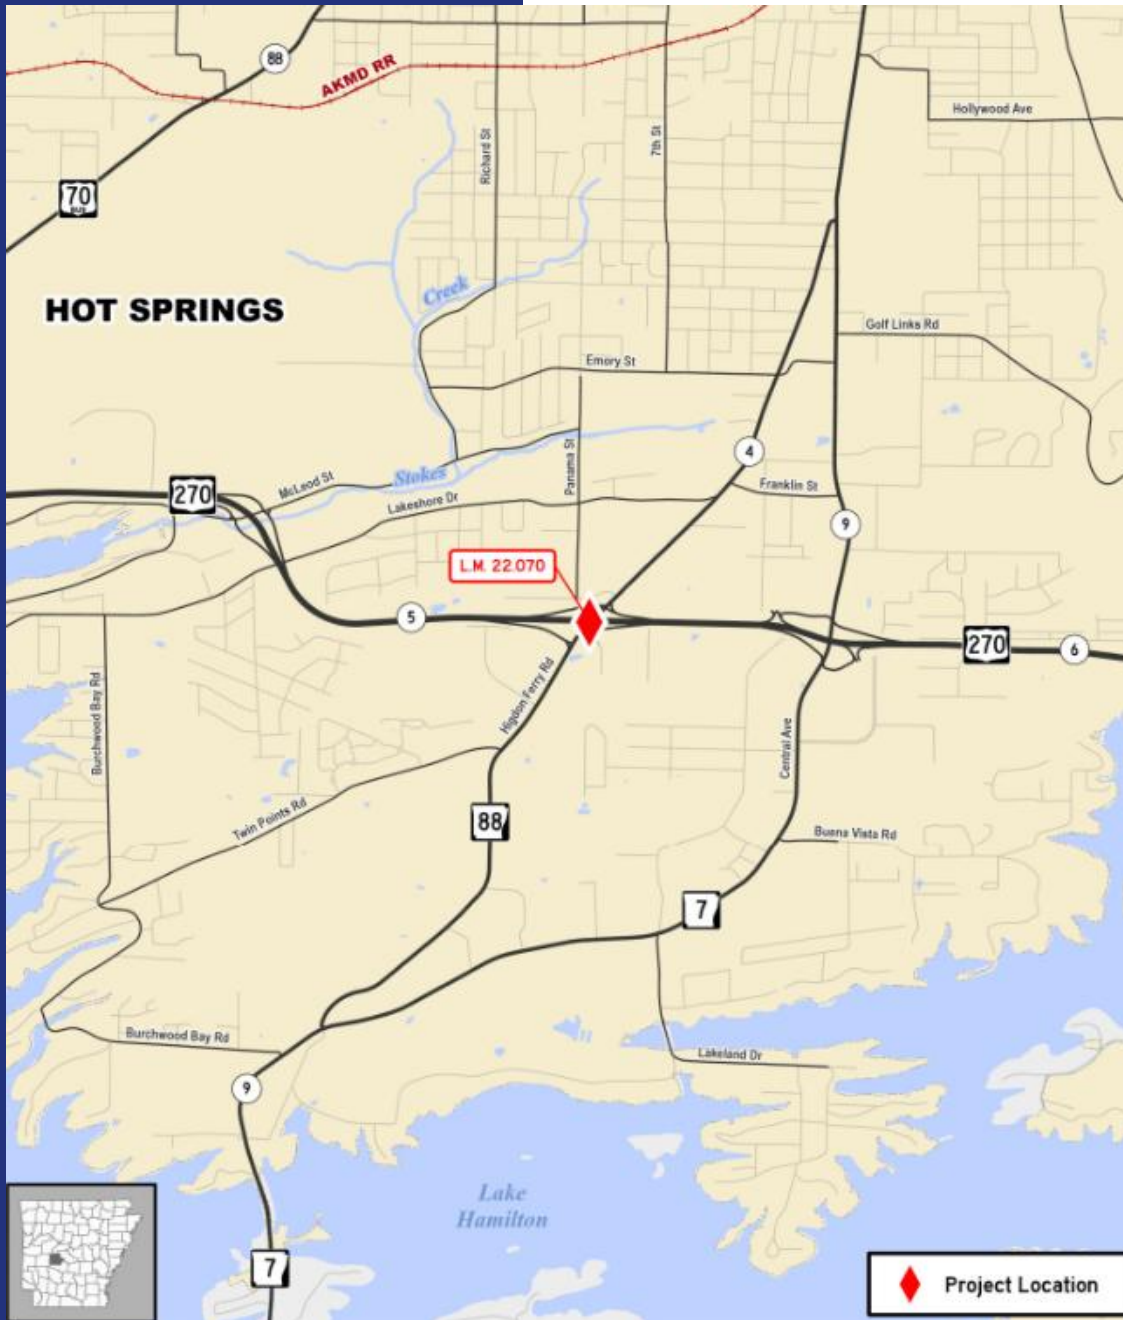 88
AKMD RR
Hollywood Ave
Richard St
7th St
70
BUS
HOT SPRINGS
Creek
Golf Links Rd
Emory St
4
Panama St
Stokes
McLeod St
270
Franklin St
Lakeshore Dr
9
L.M. 22.070
5
270
6
Higdon Ferry Rd
Burchwood Bay Rd
Central Ave
Twin Points Rd
88
Buena Vista Rd
7
Burchwood Bay Rd
Lakeland Dr
9
Lake
Hamilton
7
Project Location